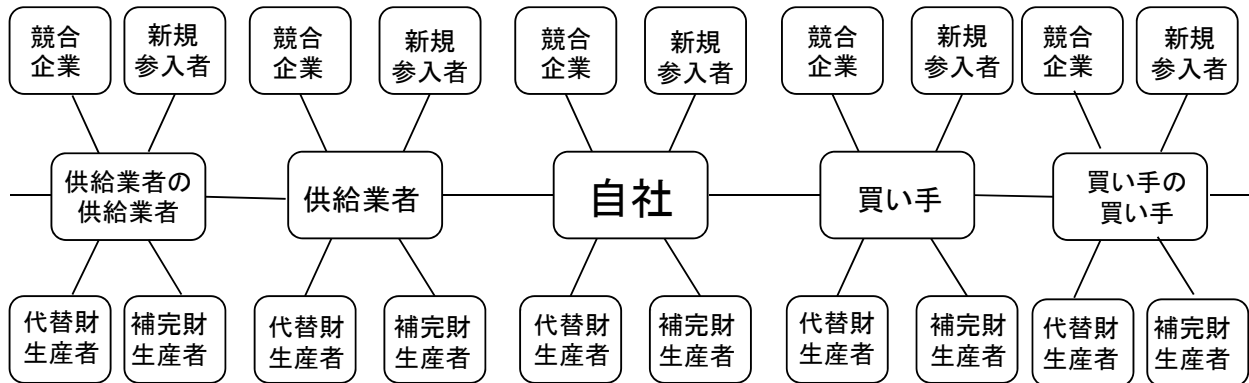 競合
企業
新規
参入者
競合
企業
新規
参入者
競合
企業
新規
参入者
競合
企業
新規
参入者
競合
企業
新規
参入者
供給業者の
供給業者
供給業者
自社
買い手
買い手の
買い手
代替財
生産者
補完財
生産者
代替財
生産者
補完財
生産者
代替財
生産者
補完財
生産者
代替財
生産者
補完財
生産者
代替財
生産者
補完財
生産者